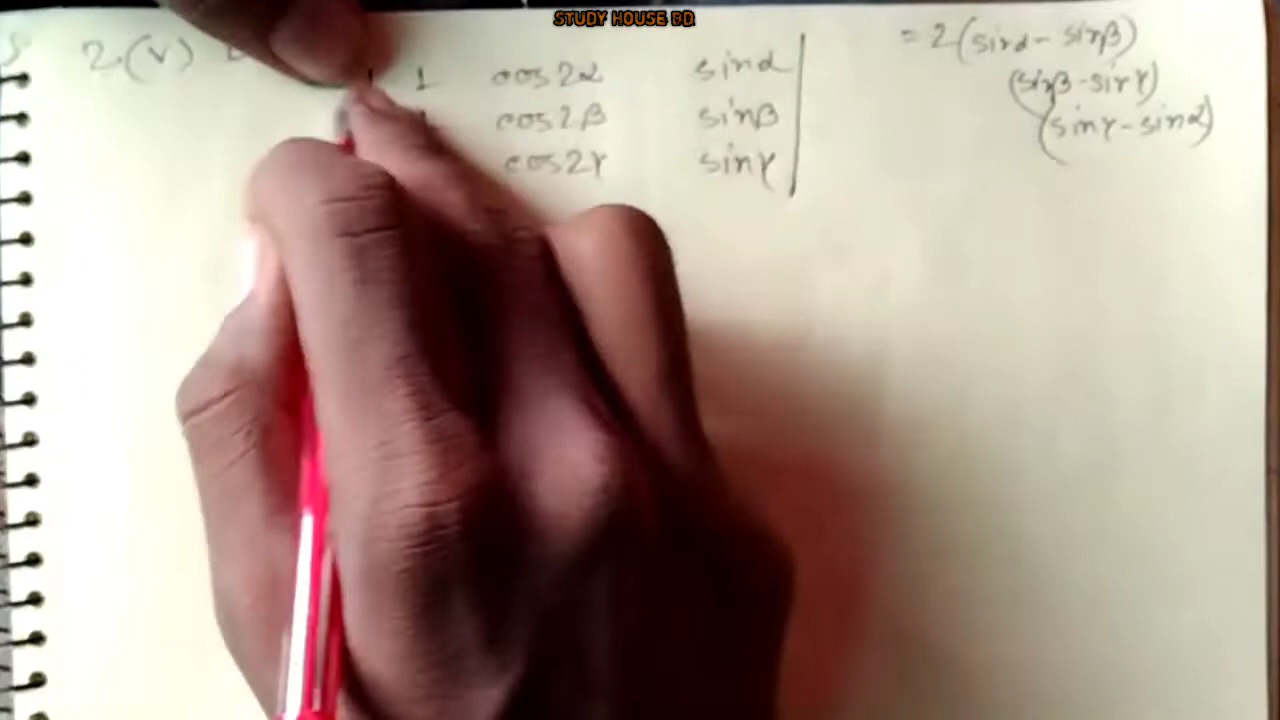 STUDY HOUSE BD
2.(v)
1 cos2α sinα
cos2β sinβ
cos2γ sinγ
= 2(sinα - sinβ)
(sinβ - sinγ)
(sinγ - sinα)